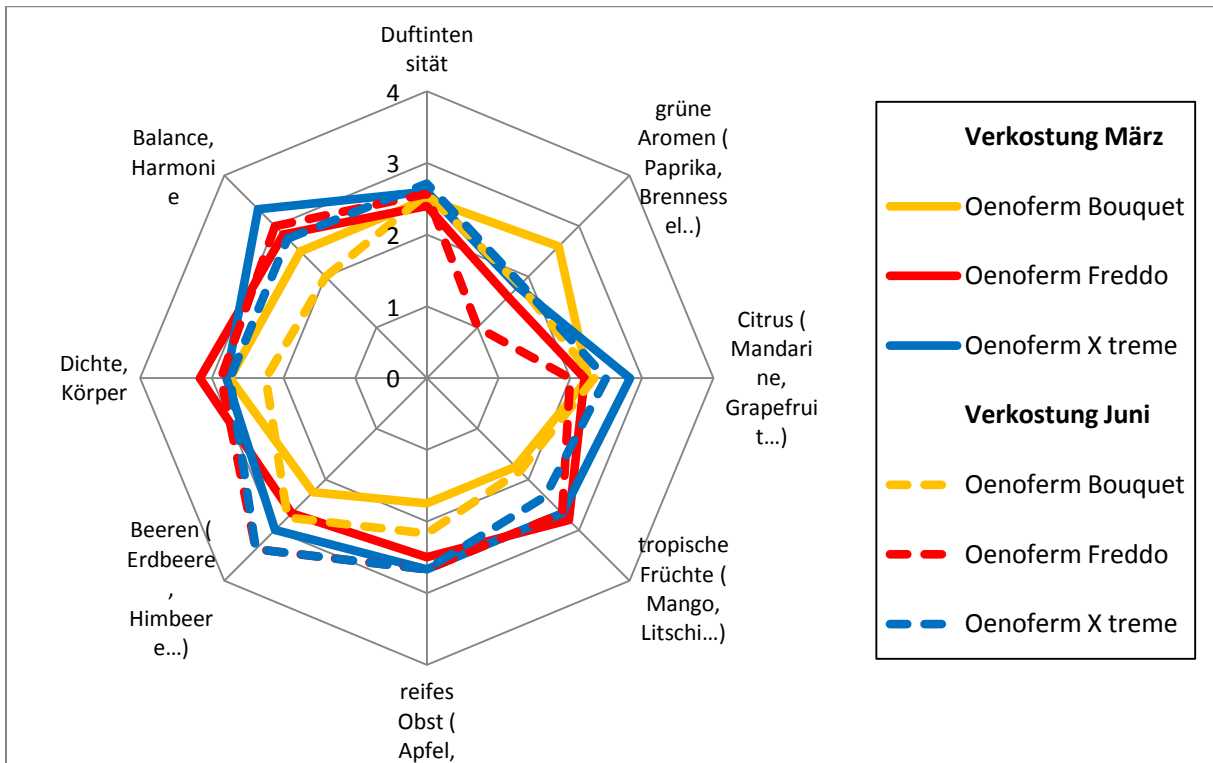 Duftinten
sität
grüne
Aromen (
Paprika,
Brennesse
sel..)
Citrus (
Mandari
ne,
Grapefrui
t...)
tropische
Früchte (
Mango,
Litschi...)
reifes
Obst (
Apfel,
Beeren (
Erdbeere
,
Himbeer
e...)
Dichte,
Körper
Balance,
Harmoni
e
4
3
2
1
0
Verkostung März
Oenoferm Bouquet
Oenoferm Freddo
Oenoferm X treme
Verkostung Juni
Oenoferm Bouquet
Oenoferm Freddo
Oenoferm X treme